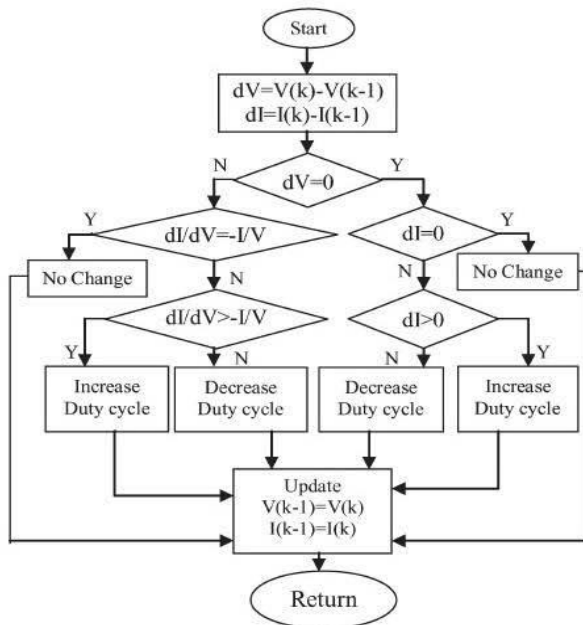 Start
dV=V(k)-V(k-1)
dI=I(k)-I(k-1)
N
Y
dV=0
Y
dI/dV=-I/V
dI=0
Y
No Change
N
N
No Change
dI/dV>-I/V
dI>0
Y
N
N
Y
Increase
Duty cycle
Decrease
Duty cycle
Decrease
Duty cycle
Increase
Duty cycle
Update
V(k-1)=V(k)
I(k-1)=I(k)
Return